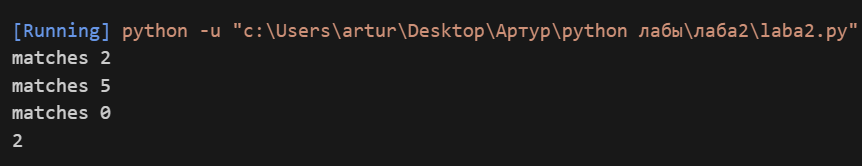 [Running] python -u "c:\Users\artur\Desktop\Артур\python лабы\лаба2\laba2.py"
matches 2
matches 5
matches 0
2